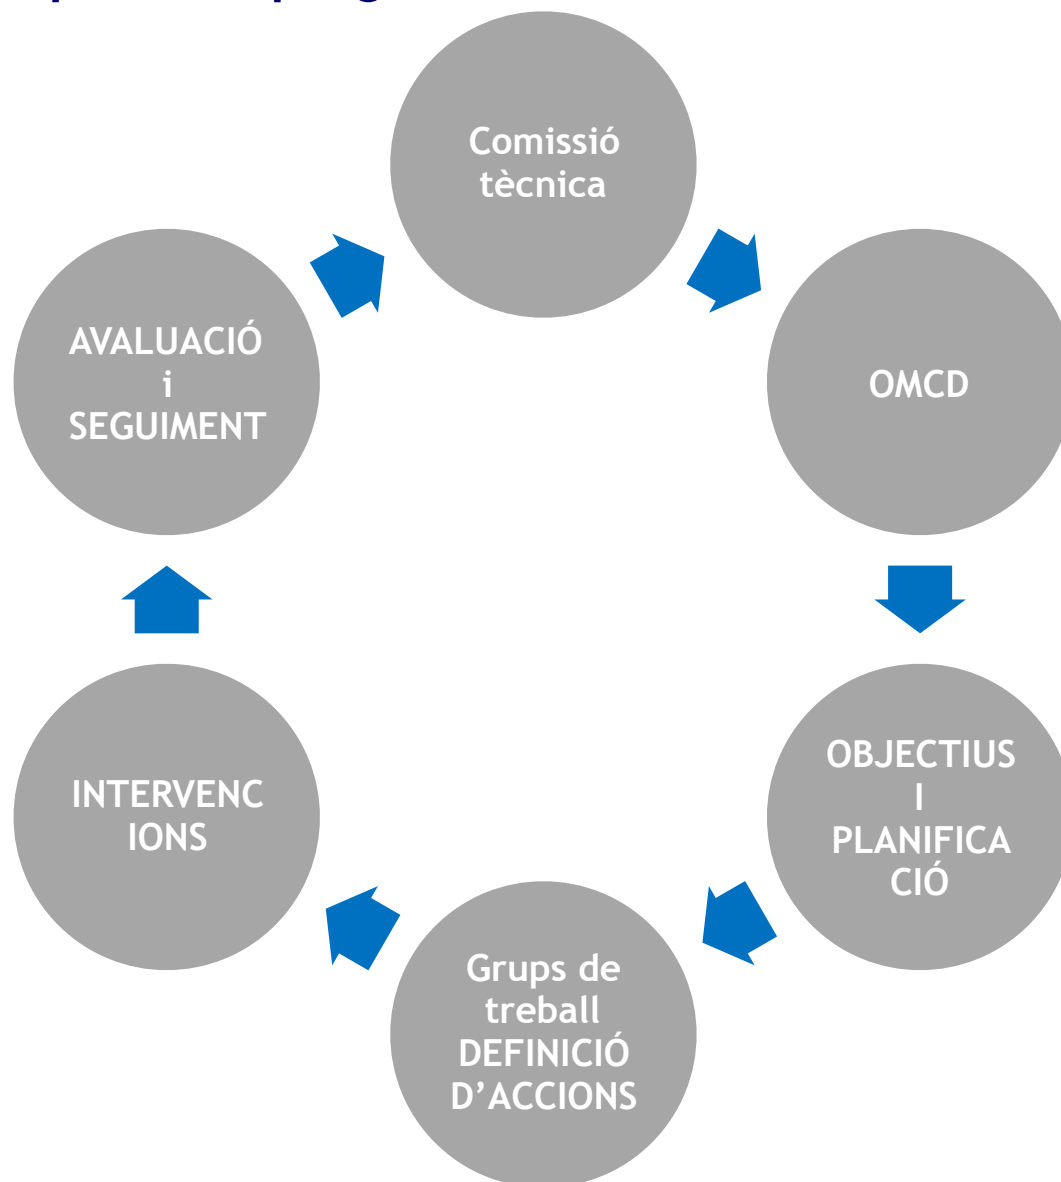 Comissió
tècnica
OMCD
OBJECTIUS
I
PLANIFICA
CIÓ
Grups de
treball
DEFINICIÓ
D’ACCIONS
INTERVENC
IONS
AVALUACIÓ
i
SEGUIMENT